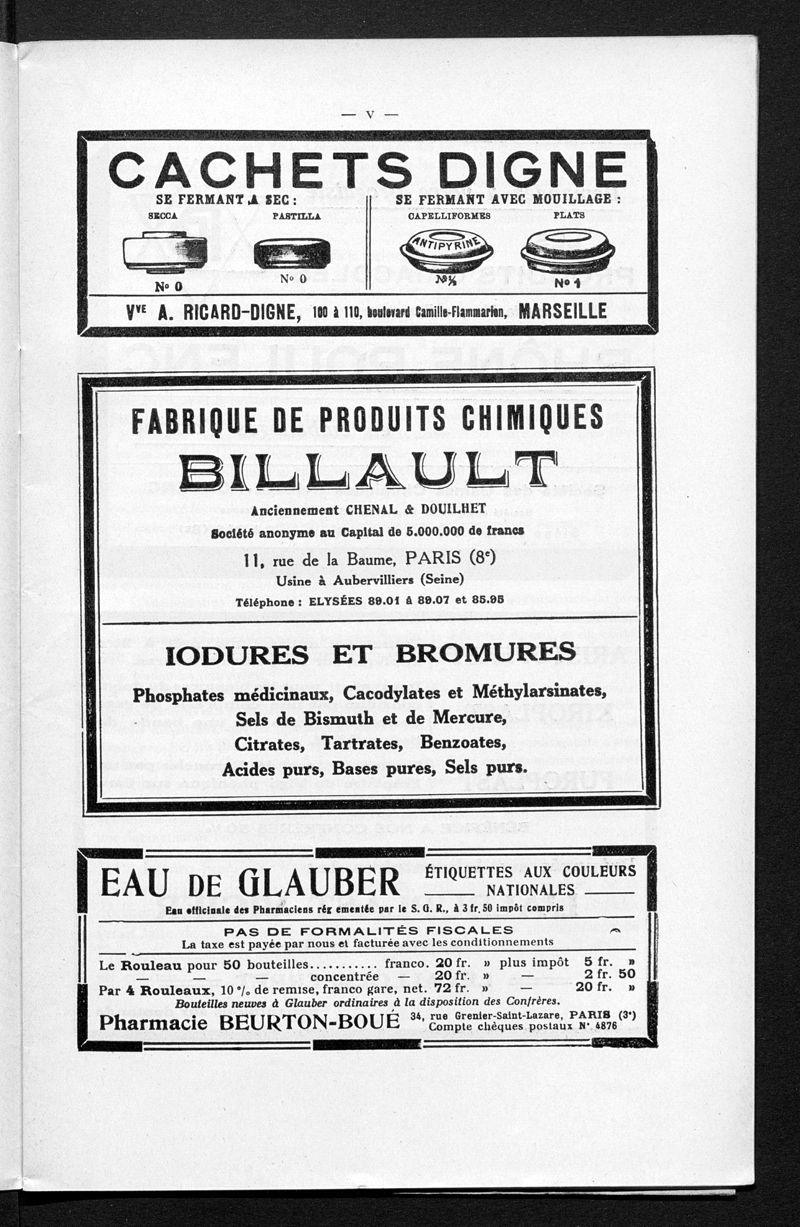 — V —
CACHETS DIGNE
SE FERMANT A SEC :
SE FERMANT AVEC MOUILLAGE :
SECCA
PASTILLA
CAPELLIFORMES
PLATS
ANTIPYRINE
No 0
No 0
No 1
Vve A. RICARD-DIGNE, 100 à 110, boulevard Camille-Flammarion, MARSEILLE
FABRIQUE DE PRODUITS CHIMIQUES
BILLAULT
Anciennement CHENAL & DOUILHET
Société anonyme au Capital de 5.000.000 de francs
11, rue de la Baume, PARIS (8e)
Usine à Aubervilliers (Seine)
Téléphone : ELYSÉES 89.01 à 89.07 et 85.95
IODURES ET BROMURES
Phosphates médicinaux, Cacodylates et Méthylarsinates,
Sels de Bismuth et de Mercure,
Citrates, Tartrates, Benzoates,
Acides purs, Bases pures, Sels purs.
EAU DE GLAUBER
ÉTIQUETTES AUX COULEURS
NATIONALES
Eau officinale des Pharmaciens rég ementée par le S. G. R., à 3 fr. 50 impôt compris
PAS DE FORMALITÉS FISCALES
La taxe est payée par nous et facturée avec les conditionnements
Le Rouleau pour 50 bouteilles........... franco. 20 fr. » plus impôt 5 fr. »
— — — concentrée — 20 fr. » — 2 fr. 50
Par 4 Rouleaux, 10 % de remise, franco gare, net. 72 fr. » — 20 fr. »
Bouteilles neuves à Glauber ordinaires à la disposition des Confrères.
Pharmacie BEURTON-BOUÉ
34, rue Grenier-Saint-Lazare, PARIS (3e)
Compte chèques postaux N° 4876